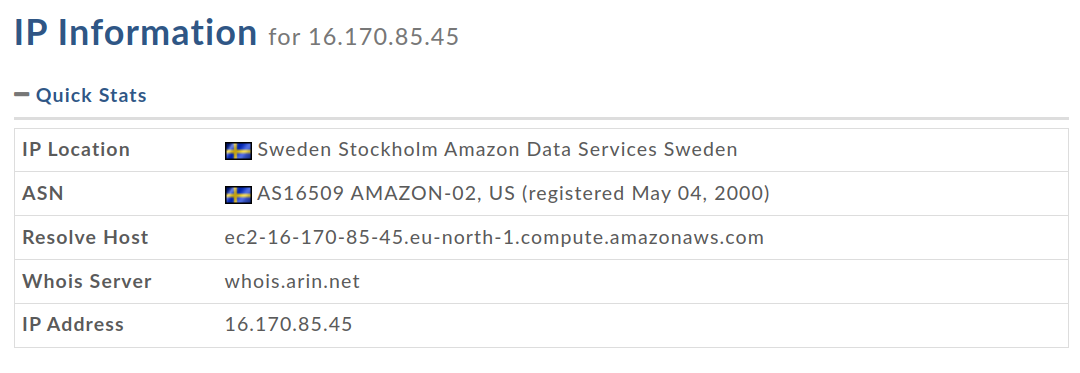 IP Information for 16.170.85.45
Quick Stats
IP Location Sweden Stockholm Amazon Data Services Sweden
ASN AS16509 AMAZON-02, US (registered May 04, 2000)
Resolve Host ec2-16-170-85-45.eu-north-1.compute.amazonaws.com
Whois Server whois.arin.net
IP Address 16.170.85.45